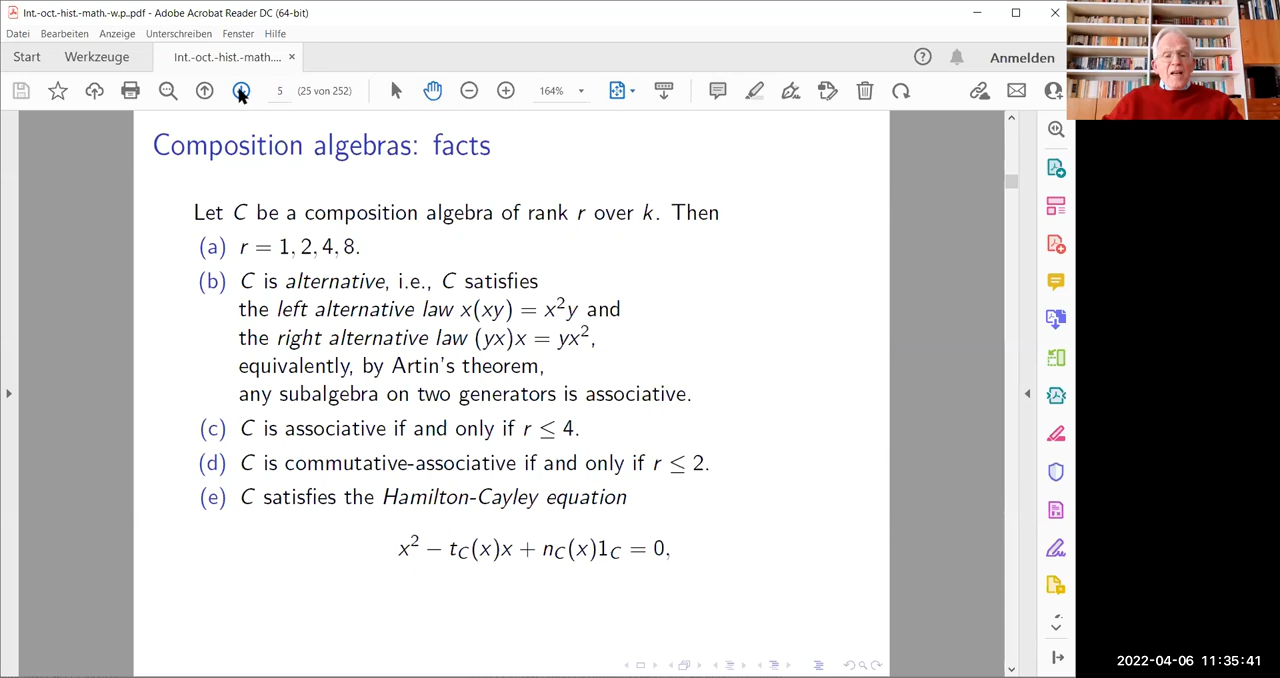 Int.-oct.-hist.-math.-w.p..pdf - Adobe Acrobat Reader DC (64-bit)
Datei Bearbeiten Anzeige Unterschreiben Fenster Hilfe
Start Werkzeuge Int.-oct.-hist.-math.... × Anmelden
5 (25 von 252) 164%
Composition algebras: facts
Let C be a composition algebra of rank r over k. Then
(a) r = 1, 2, 4, 8.
(b) C is alternative, i.e., C satisfies
the left alternative law x(xy) = x²y and
the right alternative law (yx)x = yx²,
equivalently, by Artin's theorem,
any subalgebra on two generators is associative.
(c) C is associative if and only if r ≤ 4.
(d) C is commutative-associative if and only if r ≤ 2.
(e) C satisfies the Hamilton-Cayley equation
x² − t_C(x)x + n_C(x)1_C = 0,
2022-04-06 11:35:41